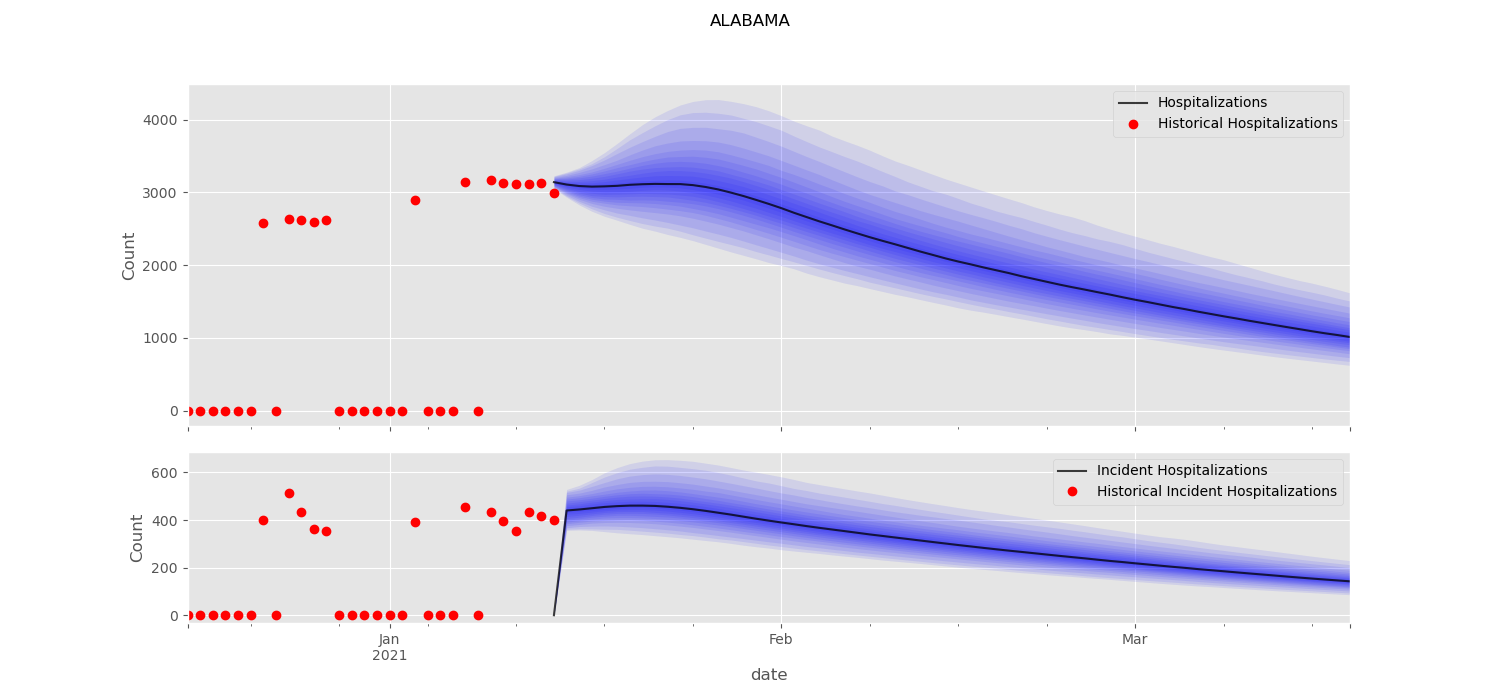 ALABAMA
Hospitalizations
Historical Hospitalizations
4000
3000
2000
1000
0
Count
Incident Hospitalizations
Historical Incident Hospitalizations
600
400
200
0
Count
Jan
2021
Feb
Mar
date